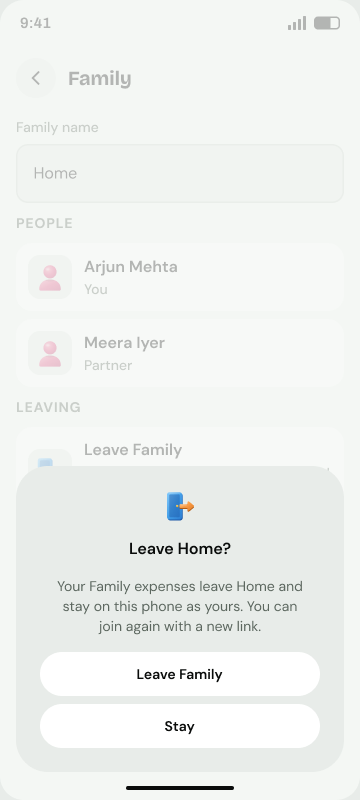 9:41
Family
Family name
Home
PEOPLE
Arjun Mehta
You
Meera Iyer
Partner
LEAVING
Leave Family
Leave Home?
Your Family expenses leave Home and
stay on this phone as yours. You can
join again with a new link.
Leave Family
Stay